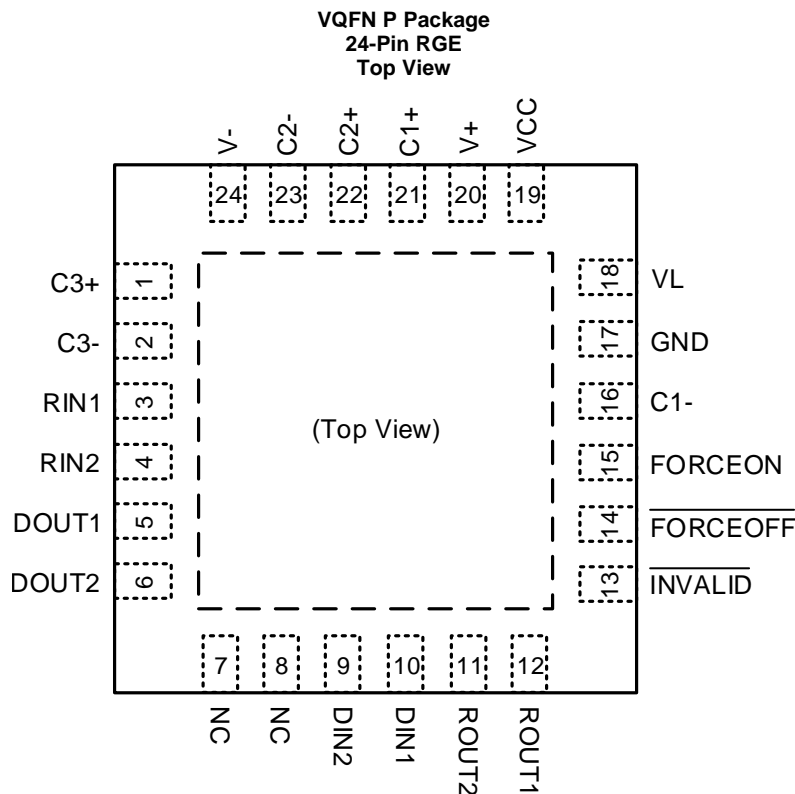 VQFN P Package
24-Pin RGE
Top View
V-
C2-
C2+
C1+
V+
VCC
24
23
22
21
20
19
C3+
1
C3-
2
RIN1
3
RIN2
4
DOUT1
5
DOUT2
6
(Top View)
18
VL
17
GND
16
C1-
15
FORCEON
14
FORCEOFF
13
INVALID
7
8
9
10
11
12
NC
NC
DIN2
DIN1
ROUT2
ROUT1